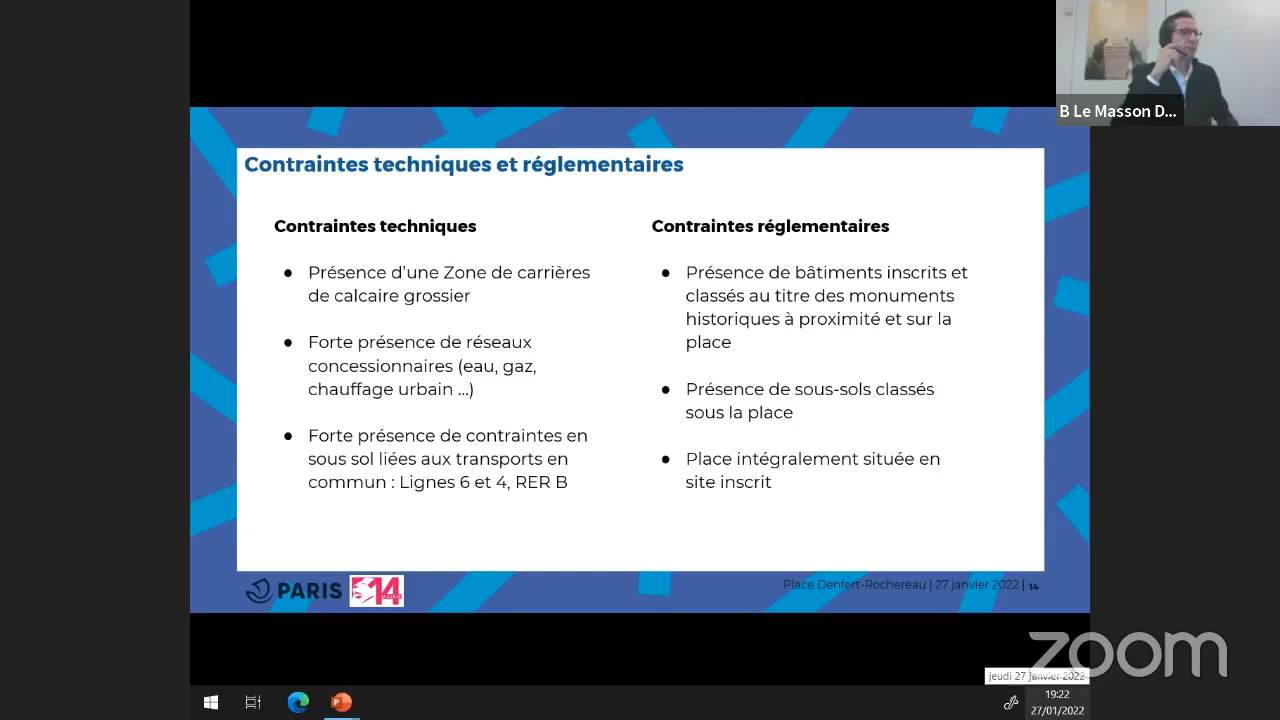 B Le Masson D...
Contraintes techniques et réglementaires
Contraintes techniques
● Présence d'une Zone de carrières
de calcaire grossier
● Forte présence de réseaux
concessionnaires (eau, gaz,
chauffage urbain ...)
● Forte présence de contraintes en
sous sol liées aux transports en
commun : Lignes 6 et 4, RER B
Contraintes réglementaires
● Présence de bâtiments inscrits et
classés au titre des monuments
historiques à proximité et sur la
place
● Présence de sous-sols classés
sous la place
● Place intégralement située en
site inscrit
PARIS
14
MAIRIE
Place Denfert-Rochereau | 27 janvier 2022 | 14
zoom
jeudi 27 janvier 2022
19:22
27/01/2022